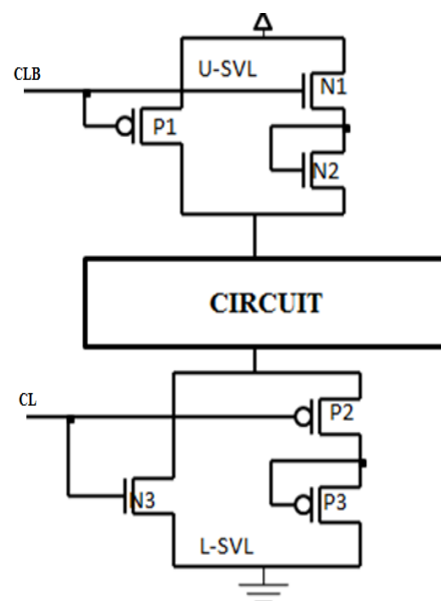 U-SVL
CLB
N1
P1
N2
CIRCUIT
CL
P2
N3
P3
L-SVL